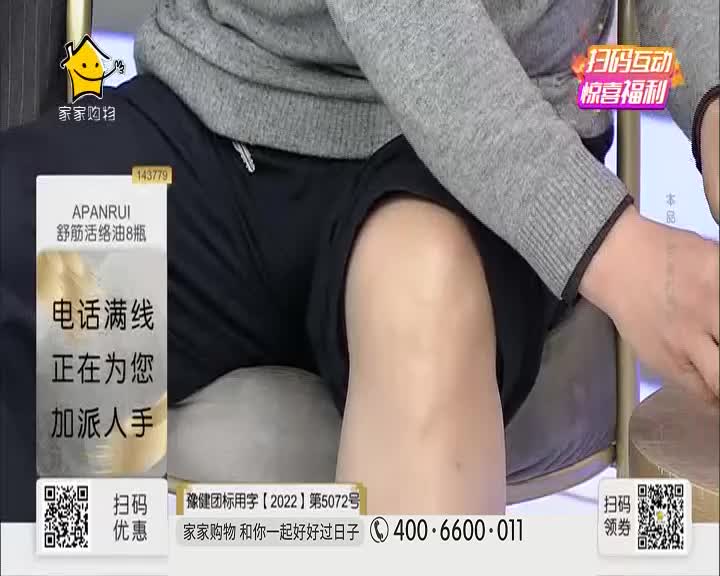 家家购物
扫码互动
惊喜福利
143779
APANRUI
舒筋活络油8瓶
电话满线
正在为您
加派人手
本品
扫码
优惠
豫健团标用字【2022】第5072号
家家购物 和你一起好好过日子
400·6600·011
扫码
领券